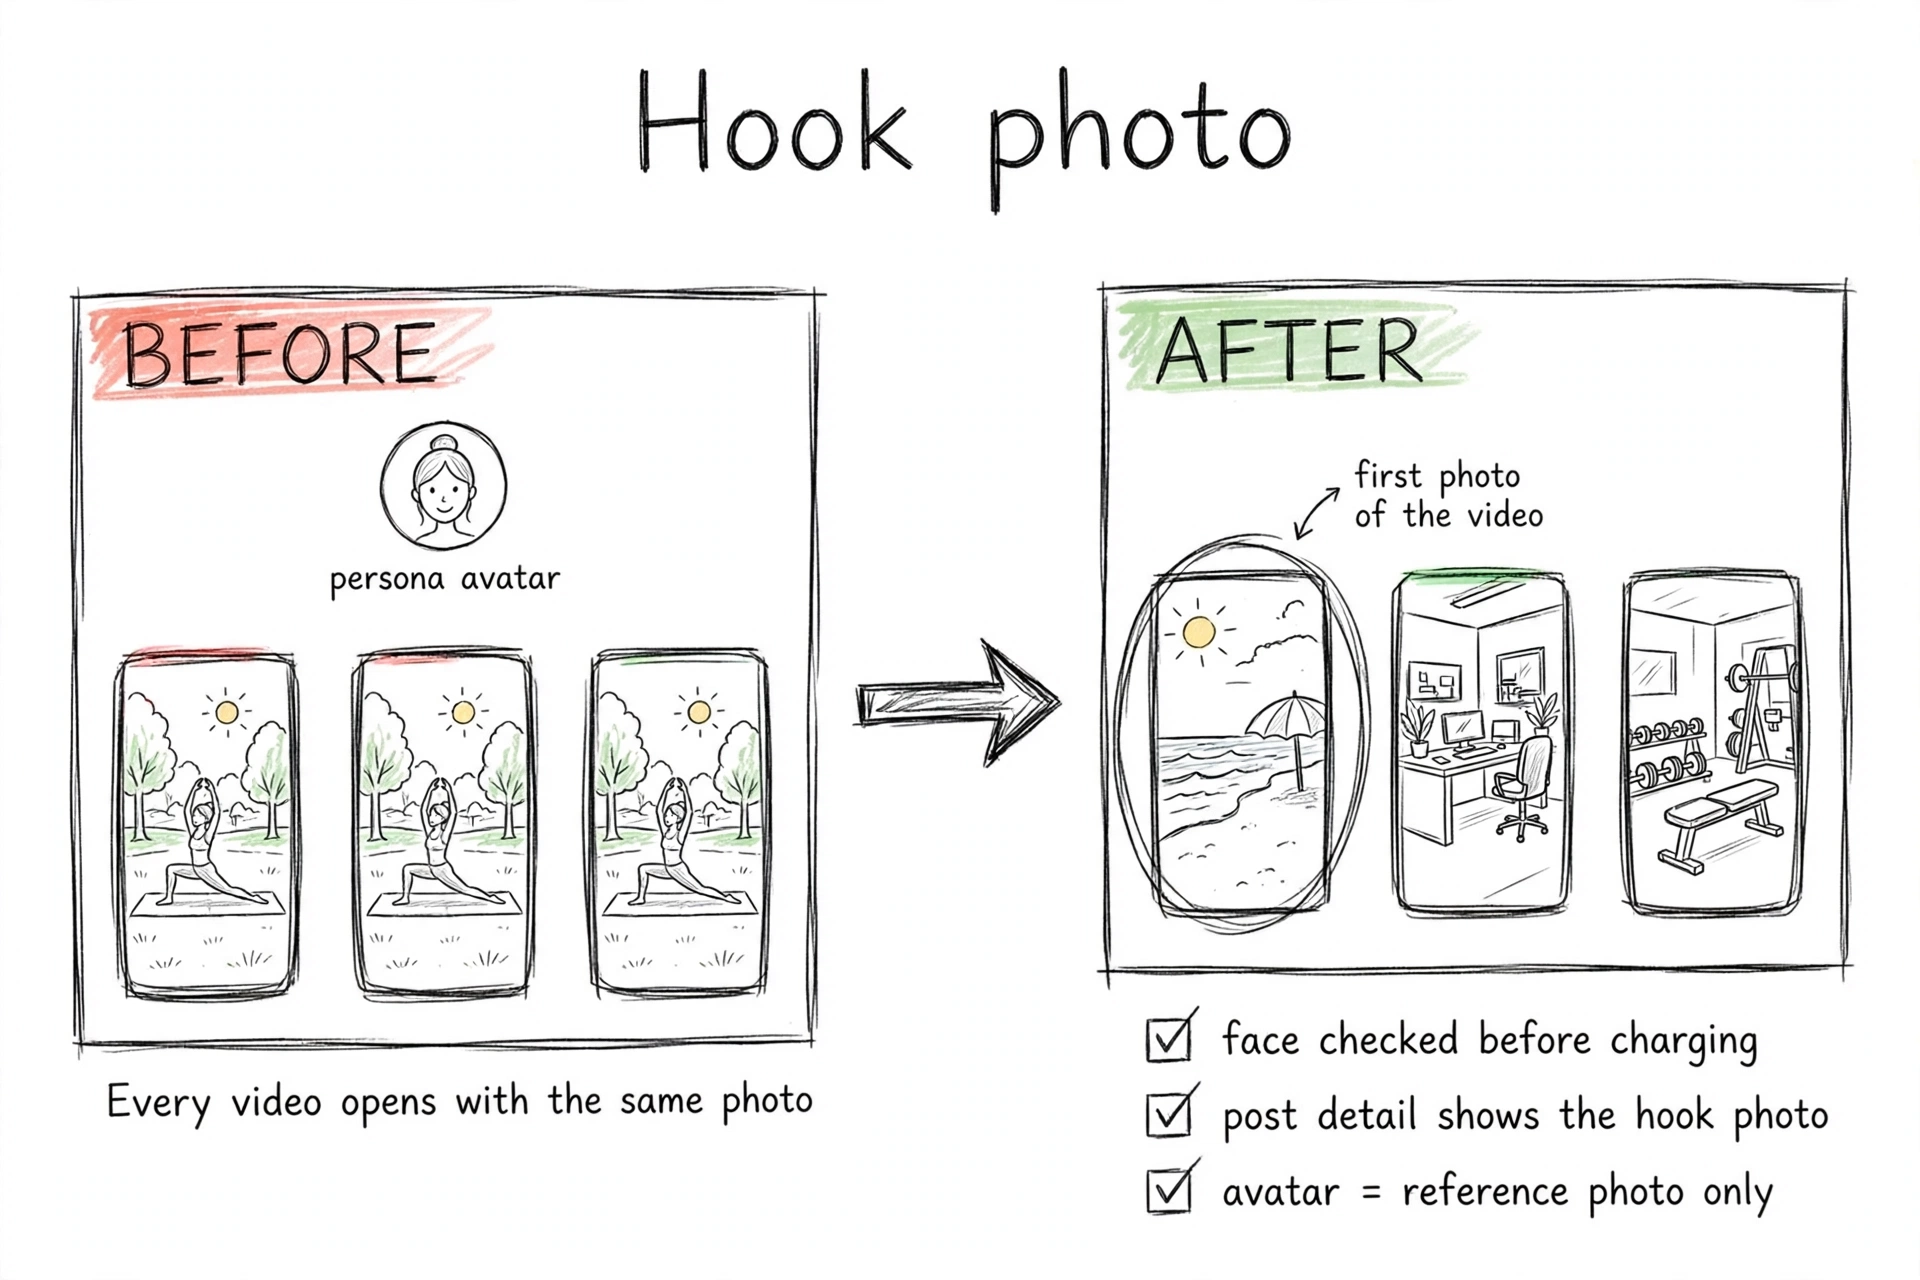 Hook photo
BEFORE
persona avatar
Every video opens with the same photo
AFTER
first photo
of the video
face checked before charging
post detail shows the hook photo
avatar = reference photo only